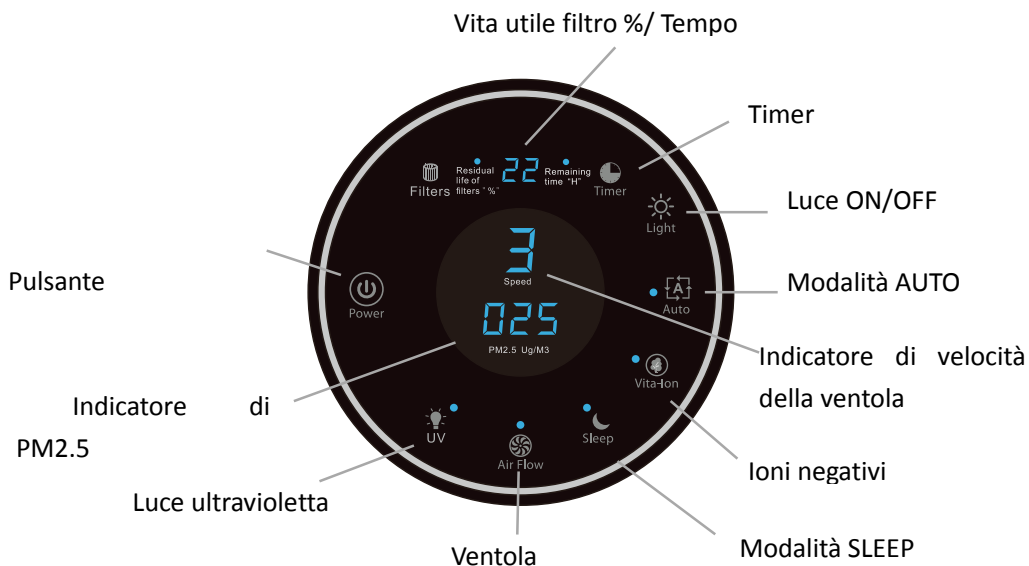 Vita utile filtro %/ Tempo
Timer
Luce ON/OFF
Modalità AUTO
Indicatore di velocità
della ventola
Ioni negativi
Modalità SLEEP
Ventola
Luce ultravioletta
Indicatore di
PM2.5
Pulsante
Filters
Residual
life of
filters "%"
22
Remaining
time "H"
Timer
Light
Auto
Vita-Ion
Sleep
Air Flow
UV
Power
3
Speed
025
PM2.5 Ug/M3